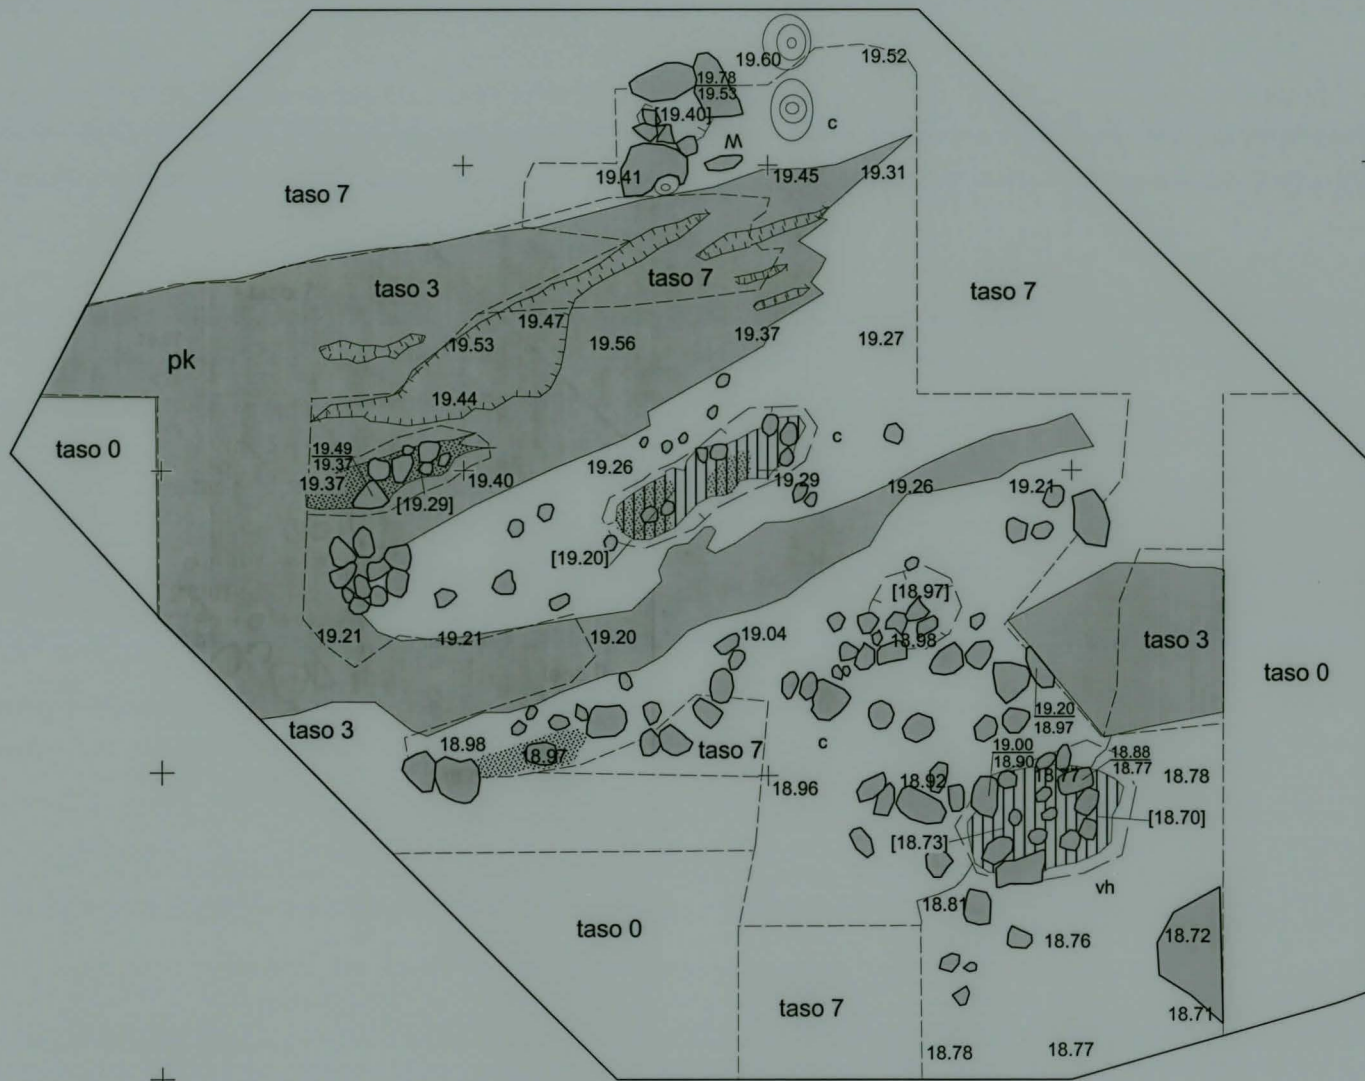 19.60
19.52
19.78
19.53
[19.40]
c
W
19.41
19.45
19.31
taso 7
taso 3
taso 7
taso 7
19.47
19.37
19.27
19.53
19.56
pk
19.44
taso 0
19.49
19.37
19.37
19.40
[19.29]
19.26
c
19.29
19.26
19.21
[19.20]
[18.97]
19.21
19.21
19.20
19.04
18.98
taso 3
taso 0
taso 3
18.98
18.97
taso 7
c
19.20
18.97
19.00
18.90
18.77
18.88
18.77
18.78
18.96
18.92
[18.73]
[18.70]
vh
18.81
taso 0
18.76
18.72
taso 7
18.71
18.78
18.77